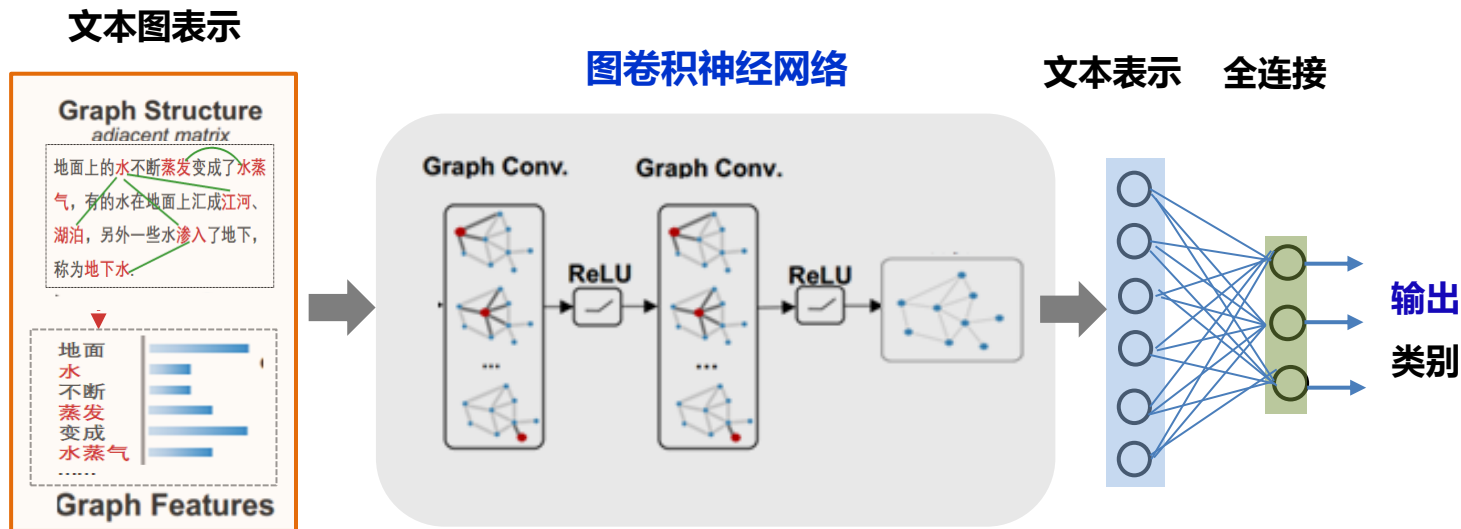 文本图表示
Graph Structure
adjacent matrix
地面上的水不断蒸发变成了水蒸
气，有的水在地面上汇成江河、
湖泊，另外一些水渗入了地下，
称为地下水.
地面
水
不断
蒸发
变成
水蒸气
......
Graph Features
图卷积神经网络
Graph Conv.
Graph Conv.
ReLU
ReLU
...
...
文本表示
全连接
输出
类别